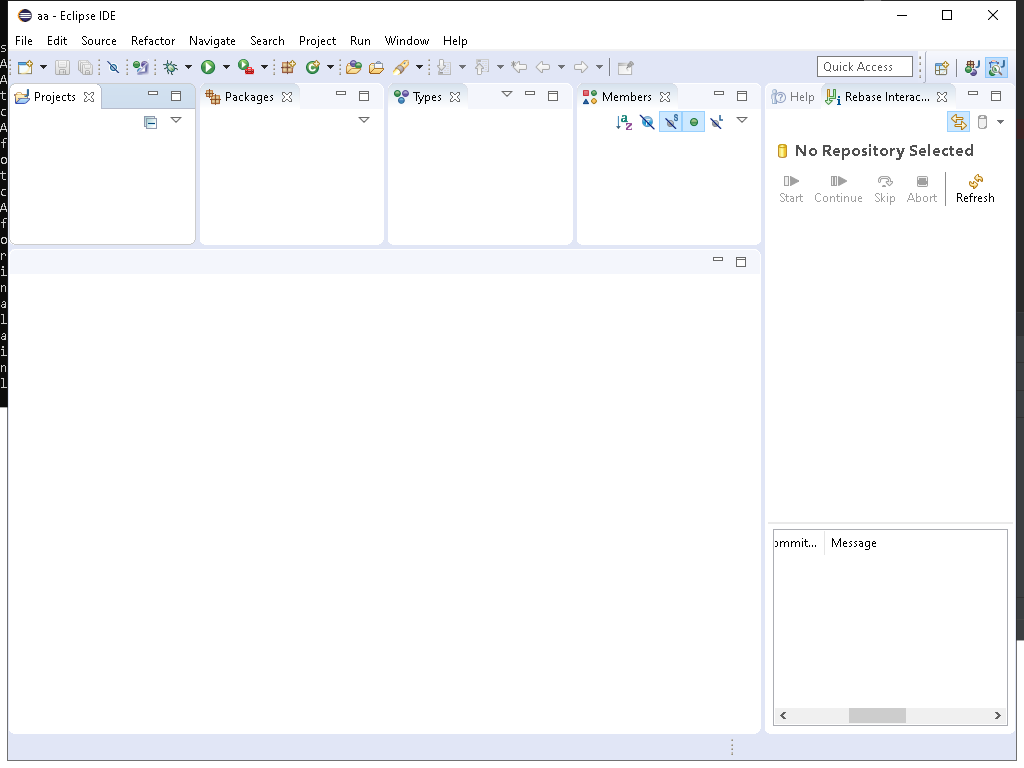 aa - Eclipse IDE
File Edit Source Refactor Navigate Search Project Run Window Help
Quick Access
Projects Packages Types Members Help Rebase Interac...
No Repository Selected
Start Continue Skip Abort Refresh
ommit... Message